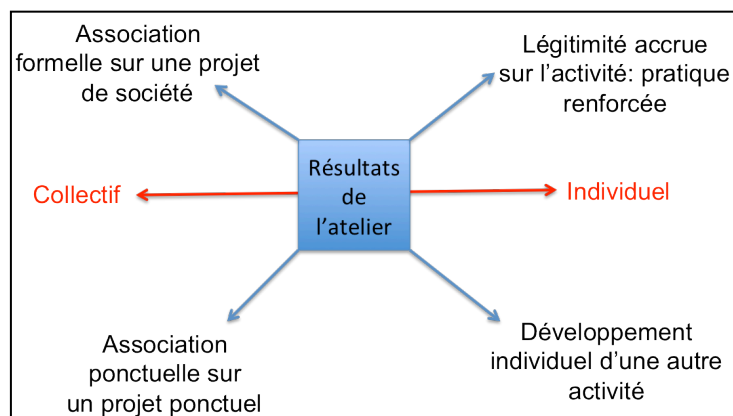 Association
formelle sur une projet
de société
Légitimité accrue
sur l’activité: pratique
renforcée
Collectif
Résultats
de
l’atelier
Individuel
Association
ponctuelle sur
un projet ponctuel
Développement
individuel d’une autre
activité